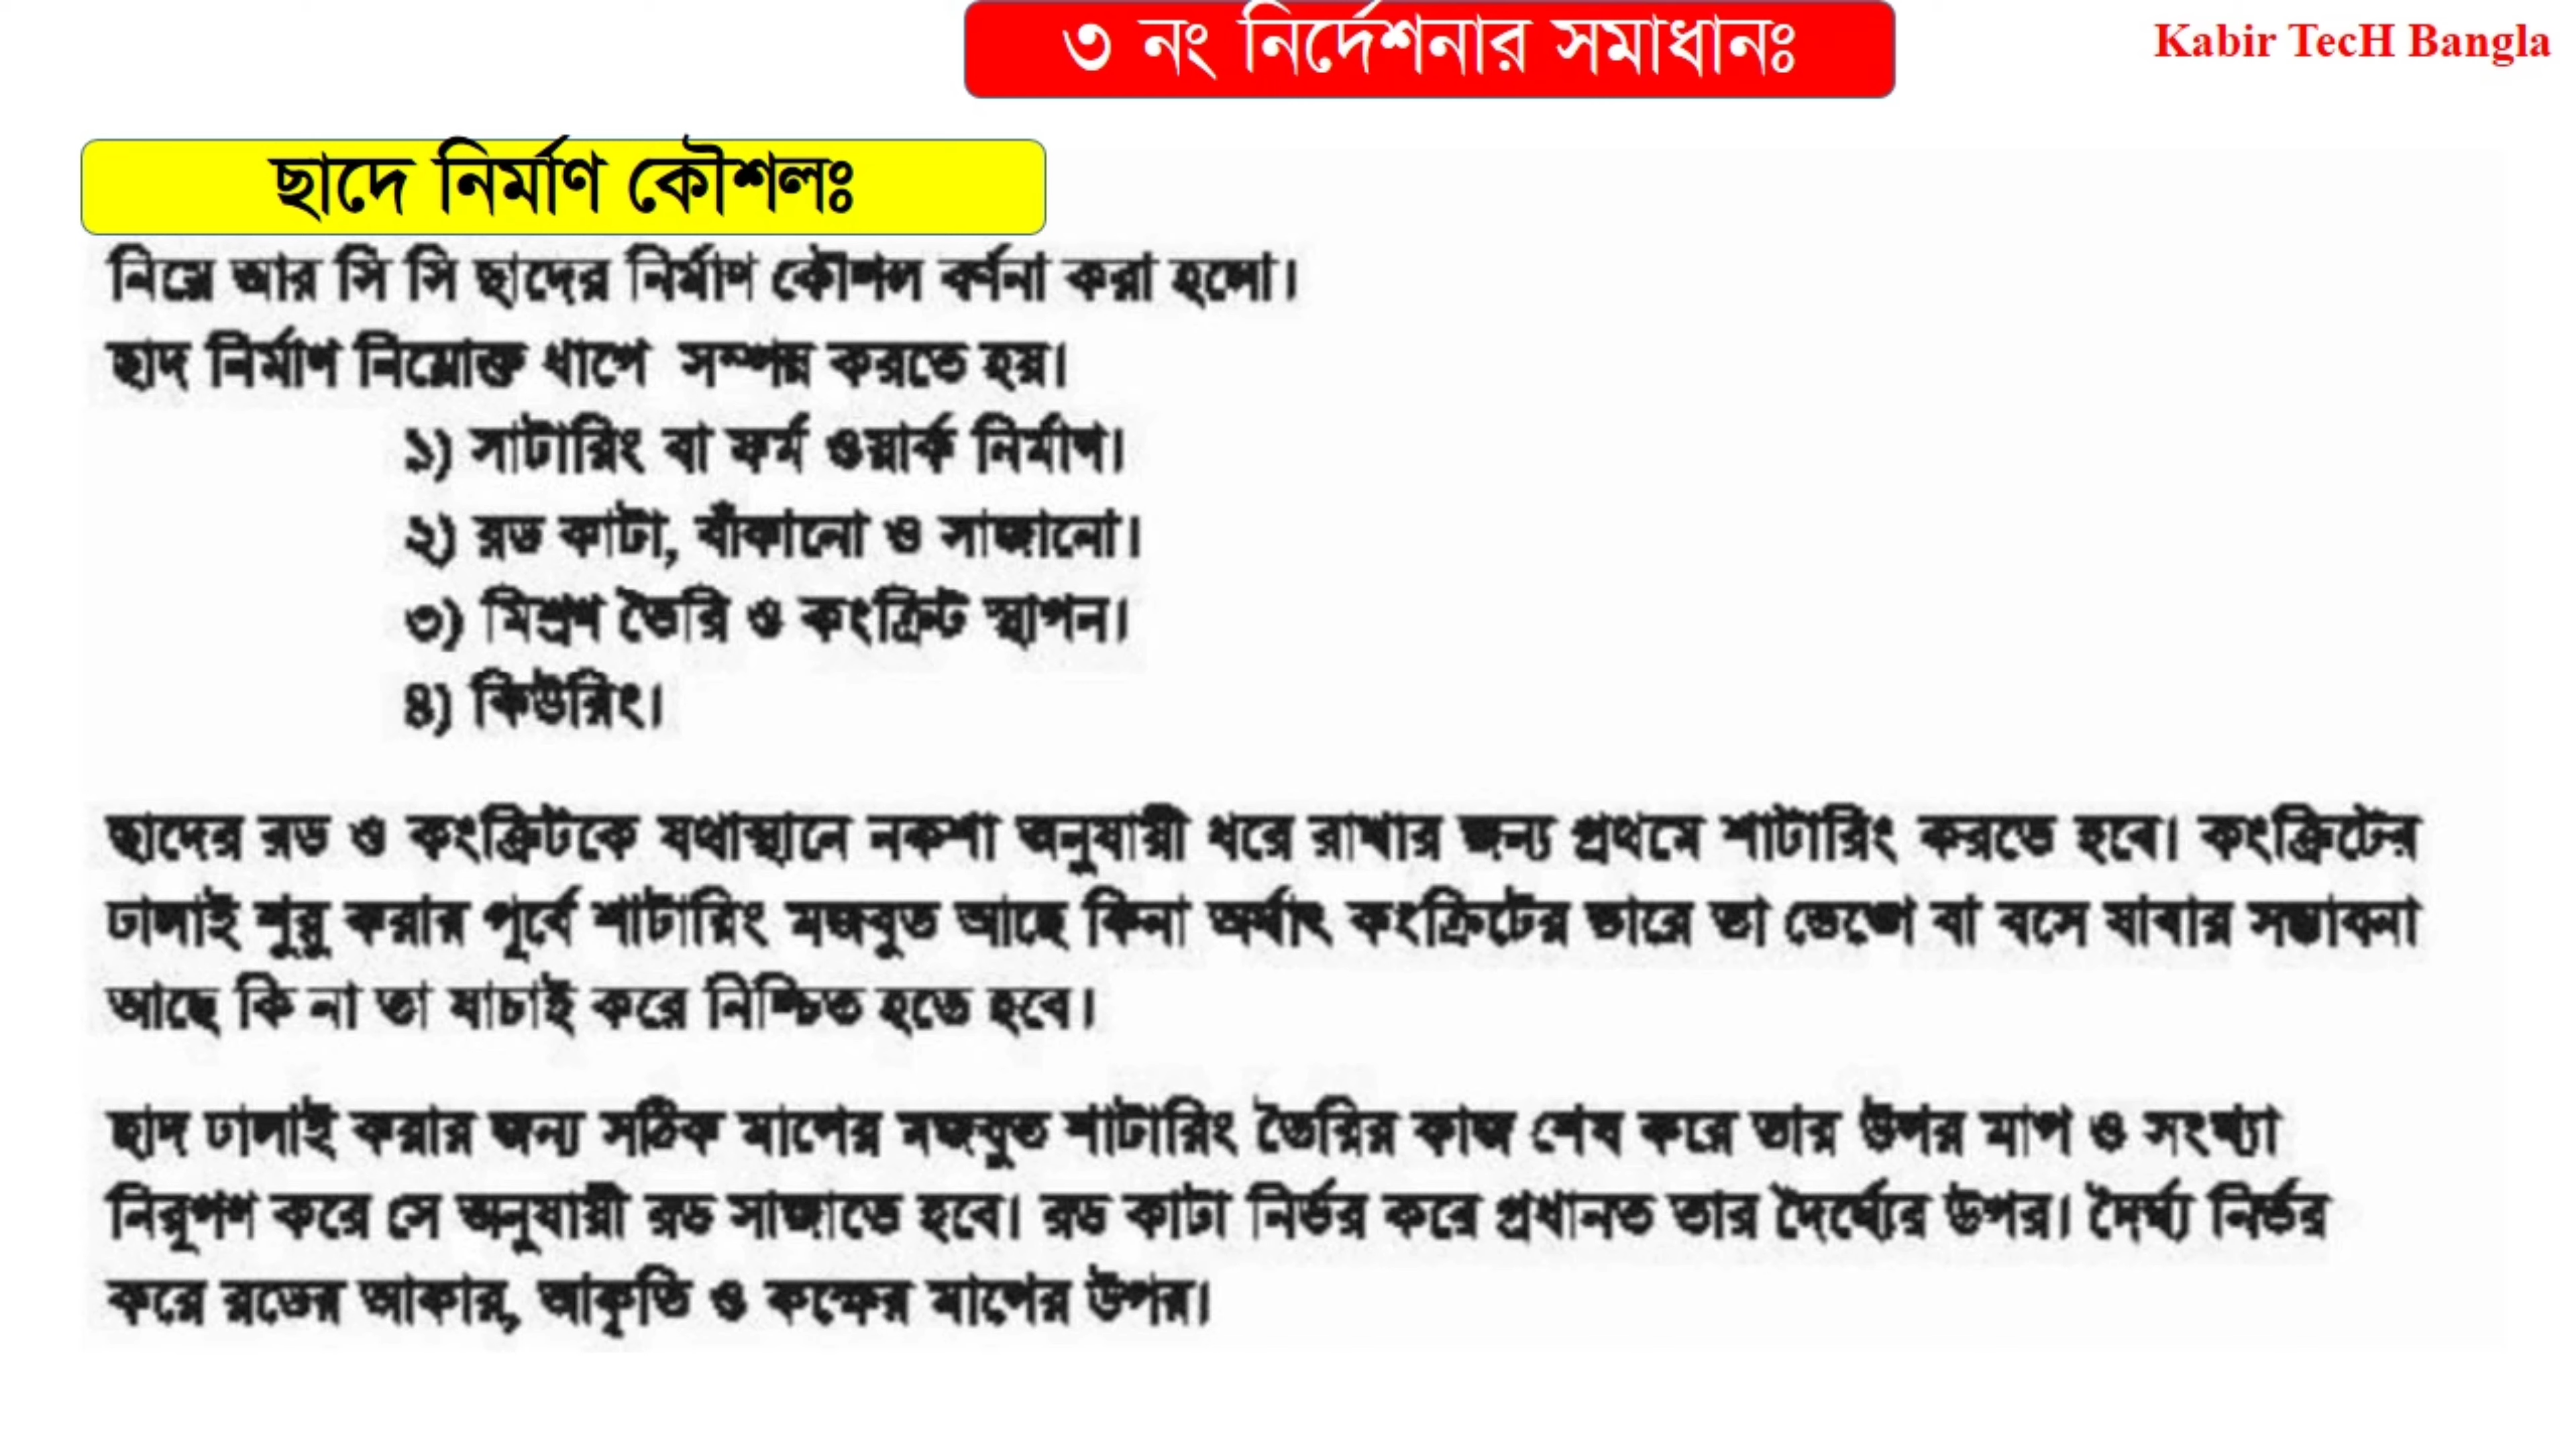 ৩ নং নির্দেশনার সমাধানঃ
Kabir TecH Bangla
ছাদে নির্মাণ কৌশলঃ
নিম্নে আর সি সি ছাদের নির্মাণ কৌশল বর্ণনা করা হলো।
ছাদ নির্মাণ নিম্নোক্ত ধাপে সম্পন্ন করতে হয়।
১) সাটারিং বা ফর্ম ওয়ার্ক নির্মাণ।
২) রড কাটা, বাঁকানো ও সাজানো।
৩) মিশ্রণ তৈরি ও কংক্রিট স্থাপন।
৪) কিউরিং।
ছাদের রড ও কংক্রিটকে যথাস্থানে নকশা অনুযায়ী ধরে রাখার জন্য প্রথমে শাটারিং করতে হবে। কংক্রিটের
ঢালাই শুরু করার পূর্বে শাটারিং মজবুত আছে কিনা অর্থাৎ কংক্রিটের ভারে তা ভেঙ্গে বা বসে যাবার সম্ভাবনা
আছে কি না তা যাচাই করে নিশ্চিত হতে হবে।
ছাদ ঢালাই করার জন্য সঠিক মাপের মজবুত শাটারিং তৈরির কাজ শেষ করে তার উপর মাপ ও সংখ্যা
নিরূপণ করে সে অনুযায়ী রড সাজাতে হবে। রড কাটা নির্ভর করে প্রধানত তার দৈর্ঘ্যের উপর। দৈর্ঘ্য নির্ভর
করে রডের আকার, আকৃতি ও কক্ষের মাপের উপর।